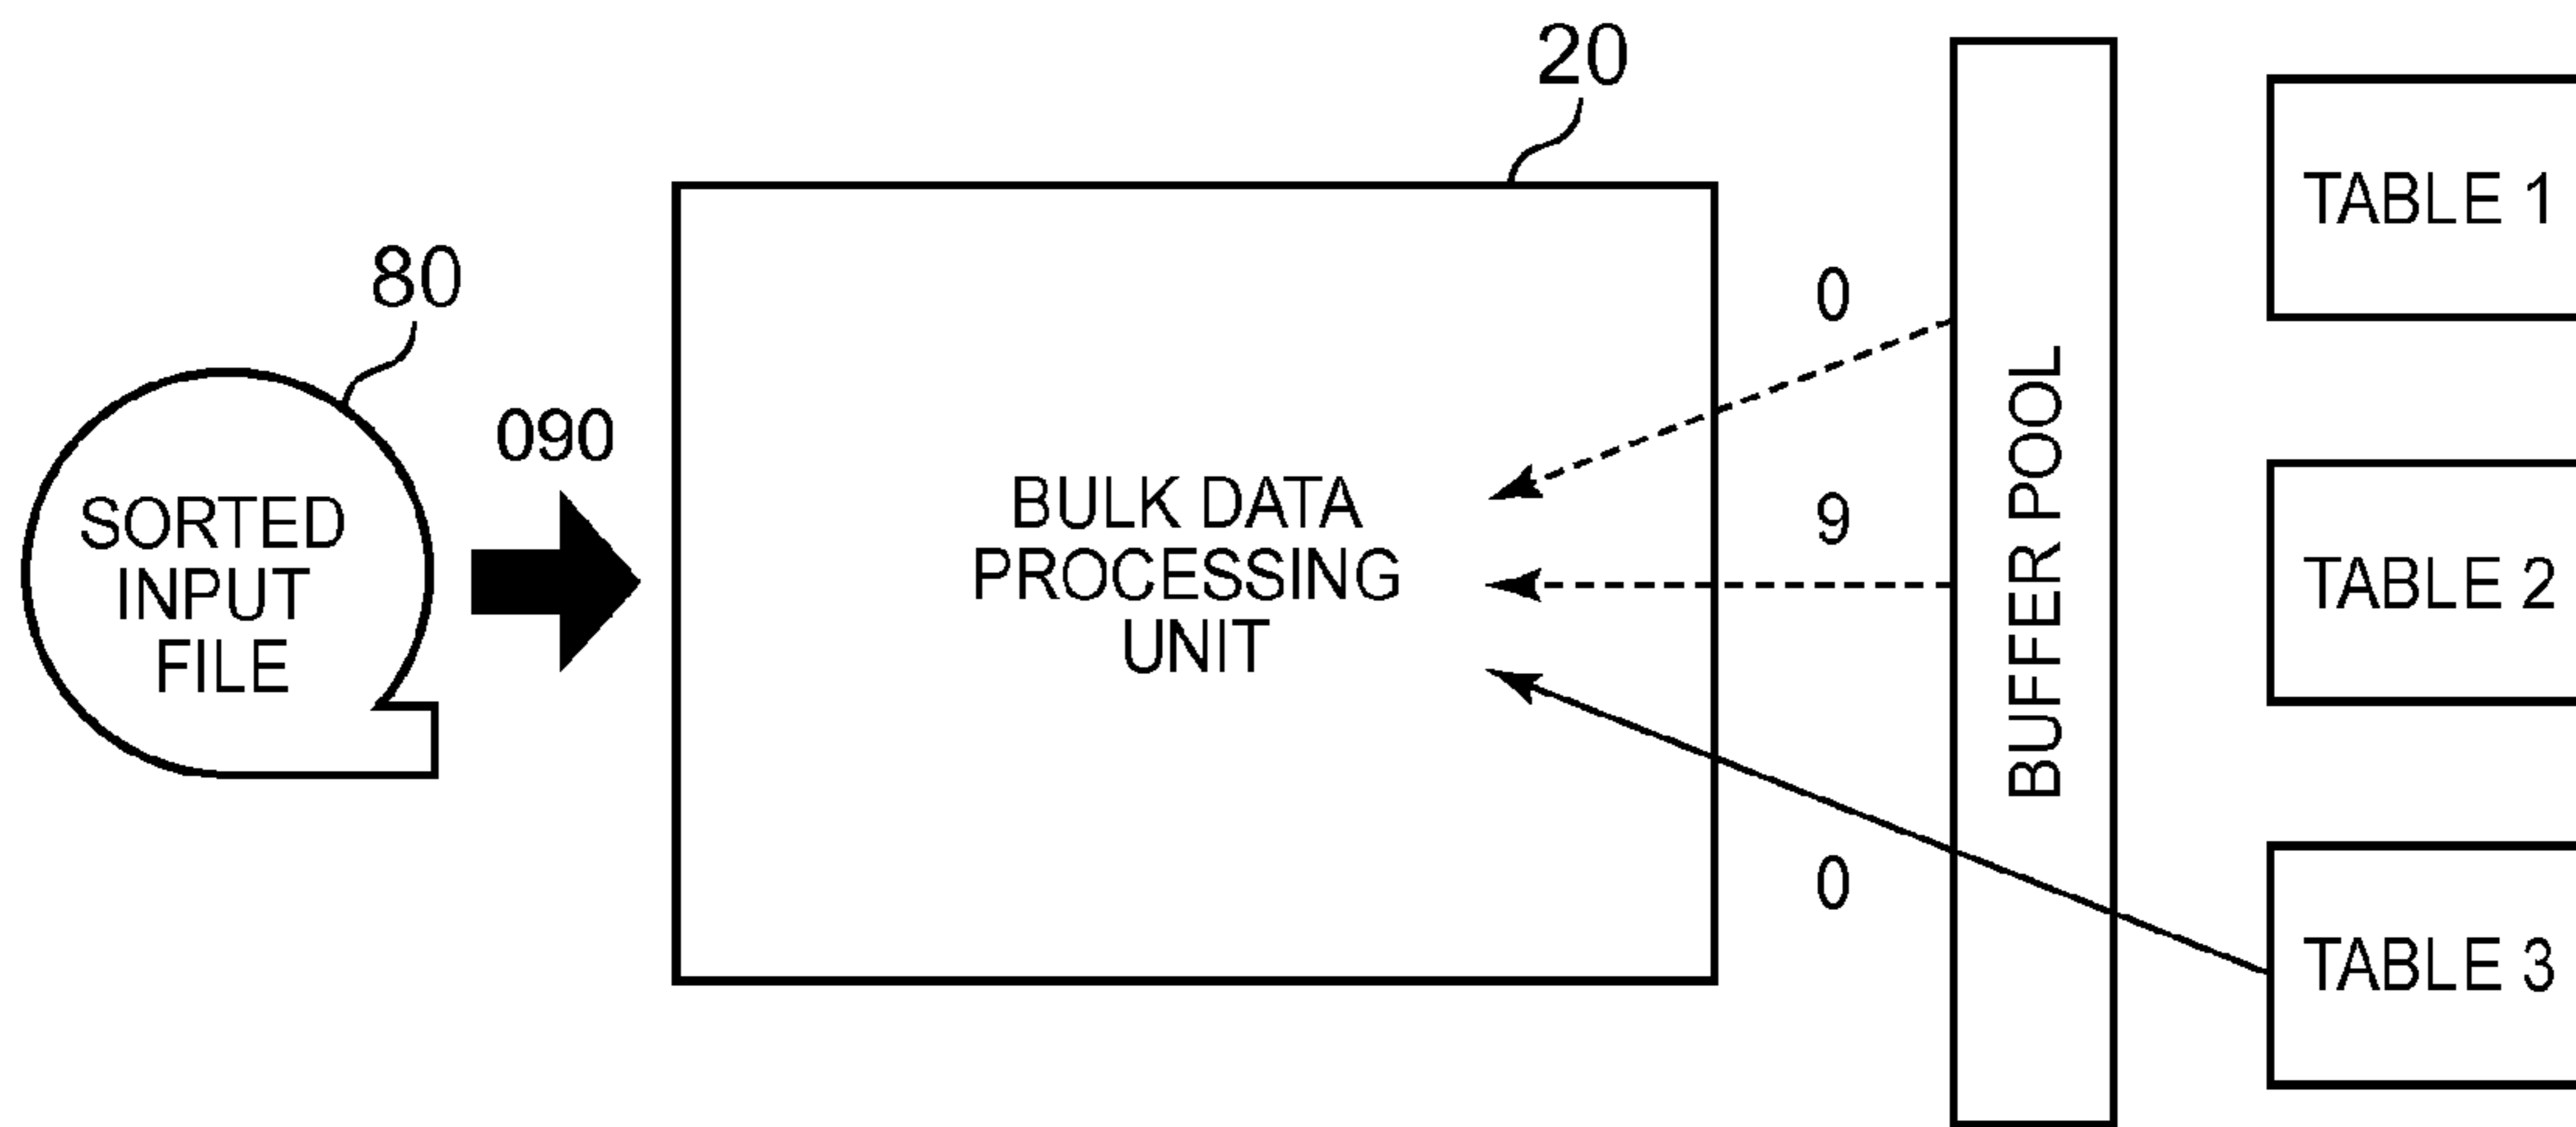 20
80
090
SORTED
INPUT
FILE
BULK DATA
PROCESSING
UNIT
0
9
0
BUFFER POOL
TABLE 1
TABLE 2
TABLE 3